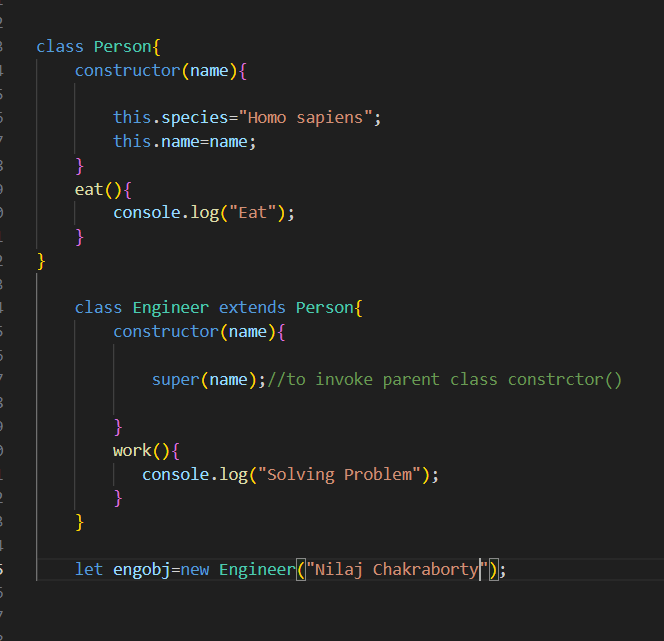 class Person{
constructor(name){
this.species="Homo sapiens";
this.name=name;
}
eat(){
console.log("Eat");
}
}
class Engineer extends Person{
constructor(name){
super(name);//to invoke parent class constrctor()
}
work(){
console.log("Solving Problem");
}
}
let engobj=new Engineer("Nilaj Chakraborty");